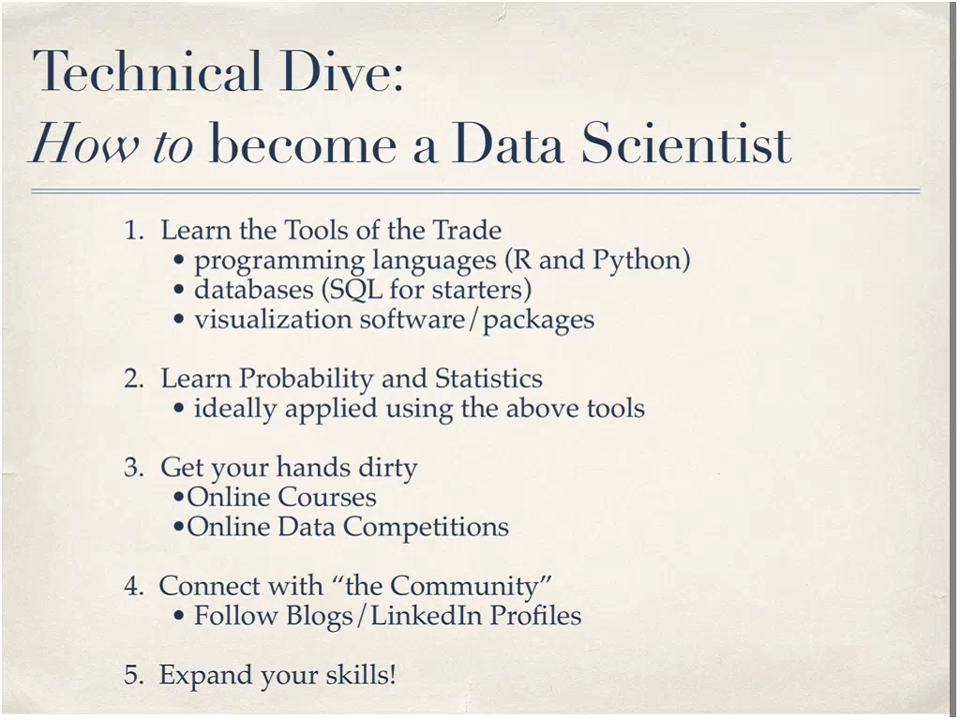 Technical Dive:
How to become a Data Scientist
1. Learn the Tools of the Trade
• programming languages (R and Python)
• databases (SQL for starters)
• visualization software/packages
2. Learn Probability and Statistics
• ideally applied using the above tools
3. Get your hands dirty
•Online Courses
•Online Data Competitions
4. Connect with “the Community”
• Follow Blogs/LinkedIn Profiles
5. Expand your skills!